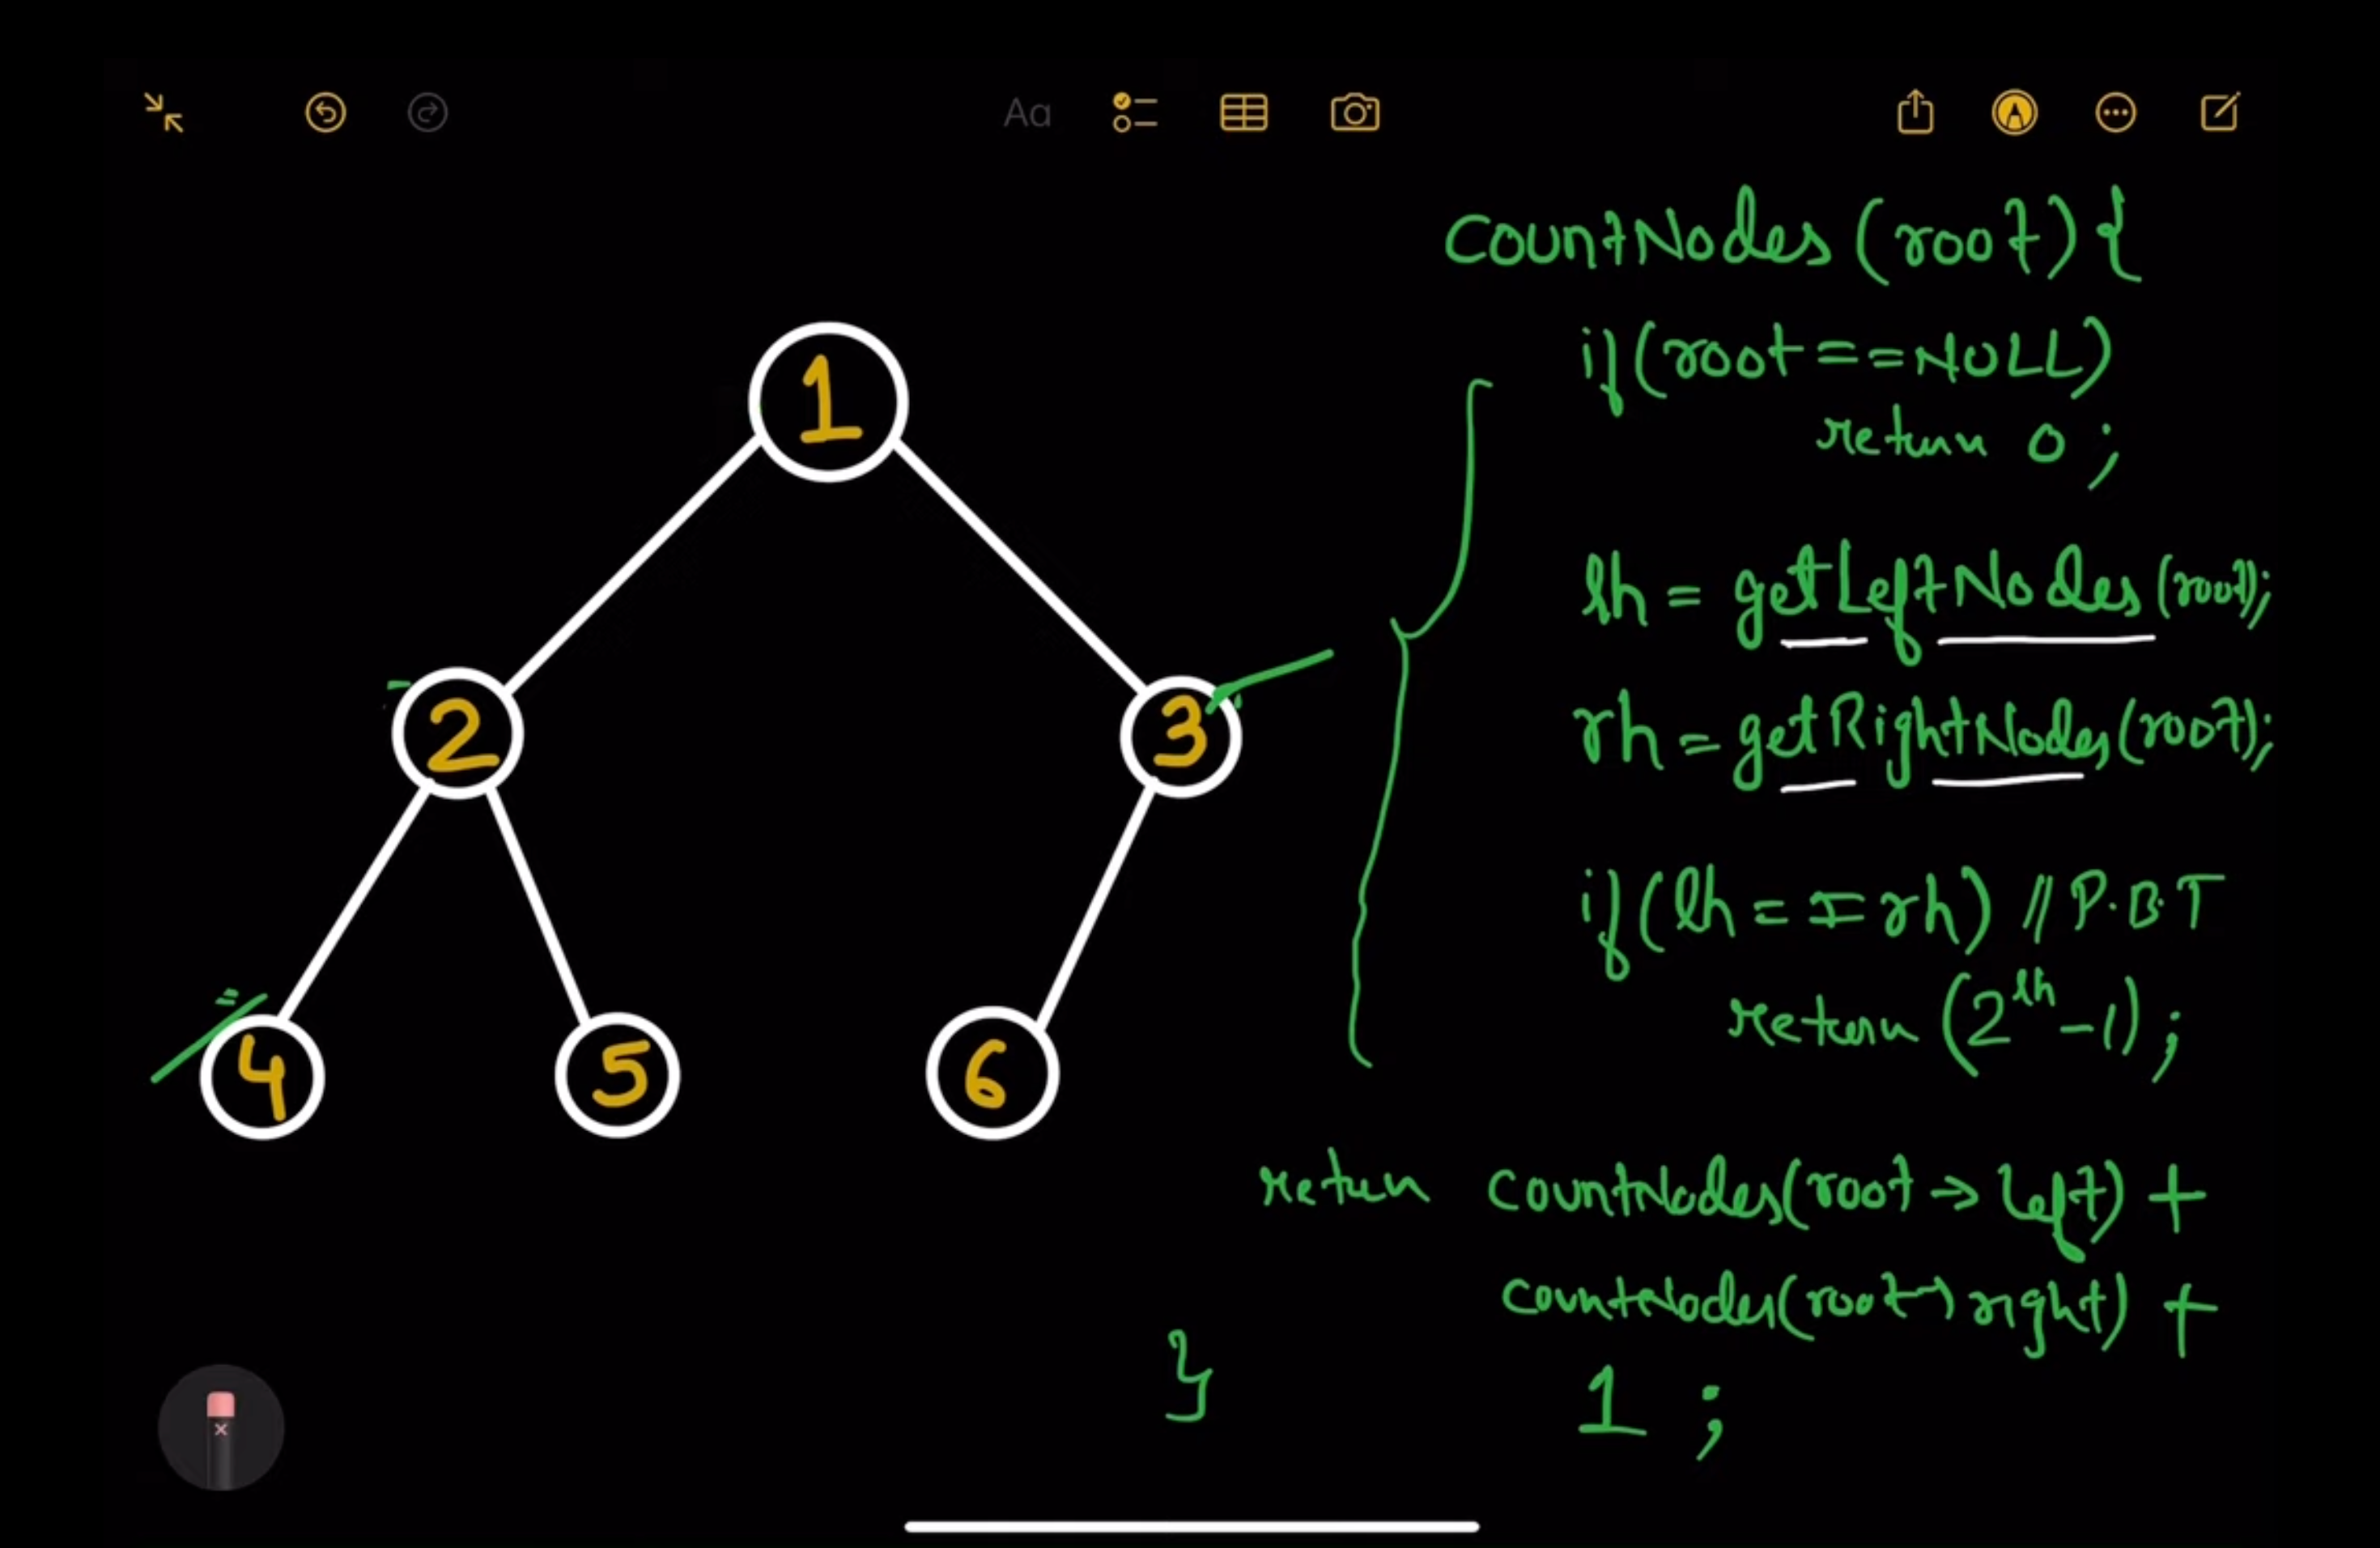 Aa
CountNodes(root){
if(root==NULL)
return 0;
lh = getLeftNodes(root);
rh = getRightNodes(root);
if(lh==rh) //P.B.T
return (2^lh-1);
return countNodes(root->left)+
countNodes(root->right)+
1;
}
1
2
3
4
5
6